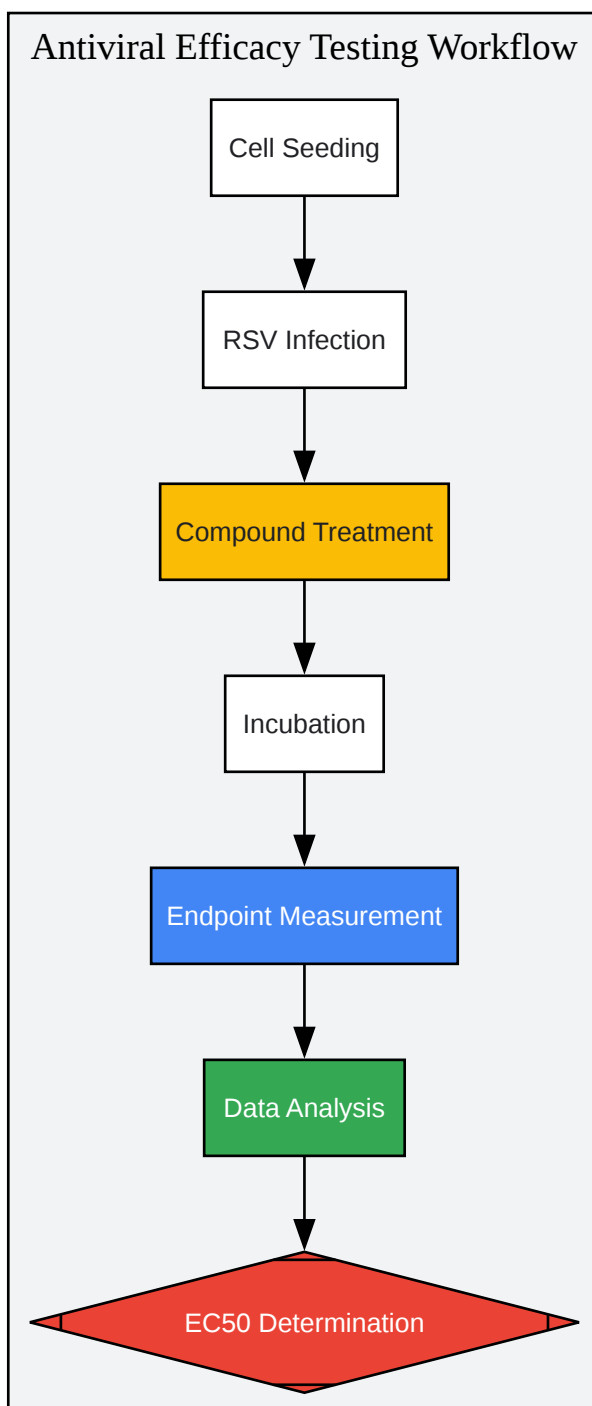 Antiviral Efficacy Testing Workflow
Cell Seeding
RSV Infection
Compound Treatment
Incubation
Endpoint Measurement
Data Analysis
EC50 Determination